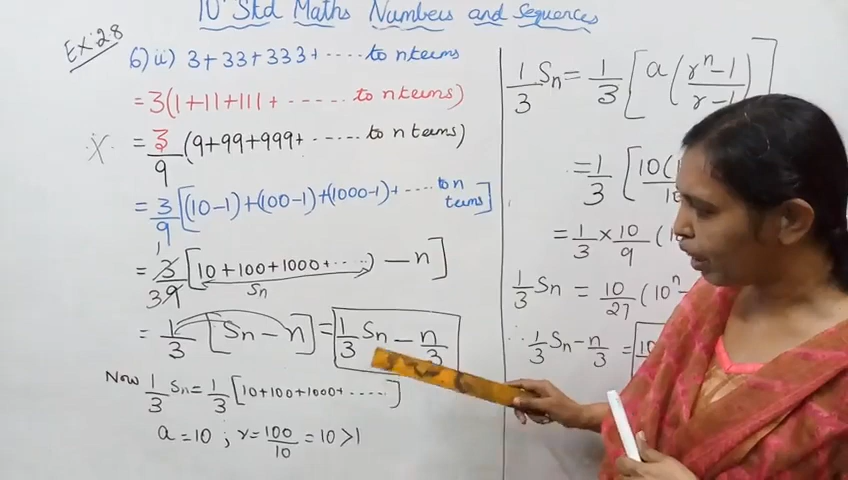 10 Std Maths Numbers and Sequences
Ex: 2.8
6) ii) 3+33+333+ ..... to n terms
= 3(1+11+111+ ...... to n terms)
X = 3/9 (9+99+999+ ..... to n terms)
= 3/9 [(10-1)+(100-1)+(1000-1)+ .... to n terms]
= 3/9 [10+100+1000+ ....) - n]
1
3
Sn
= 1/3 [Sn - n] = 1/3 Sn - n/3
Now 1/3 Sn = 1/3 [10+100+1000+ .....]
a = 10 ; r = 100/10 = 10 > 1
1/3 Sn = 1/3 [a (r^n - 1 / r - 1)]
= 1/3 [10(
= 1/3 × 10/9 (
1/3 Sn = 10/27 (10^n -
∴ 1/3 Sn - n/3 = 10